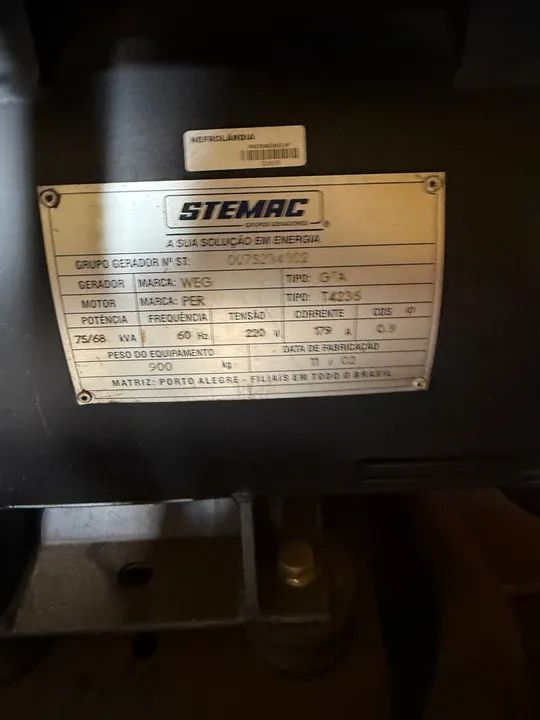 NEFROLÂNDIA
STEMAC
GRUPOS GERADORES ®
A SUA SOLUÇÃO EM ENERGIA
GRUPO GERADOR Nº ST:
GERADOR MARCA: WEG TIPO:
MOTOR MARCA: PER TIPO: T4236
POTÊNCIA FREQUÊNCIA TENSÃO CORRENTE COS φ
75/68 kVA 60 Hz 220 V 179 A
PESO DO EQUIPAMENTO DATA DE FABRICAÇÃO
900 kg 11 / 02
MATRIZ: PORTO ALEGRE - FILIAIS EM TODO O BRASIL